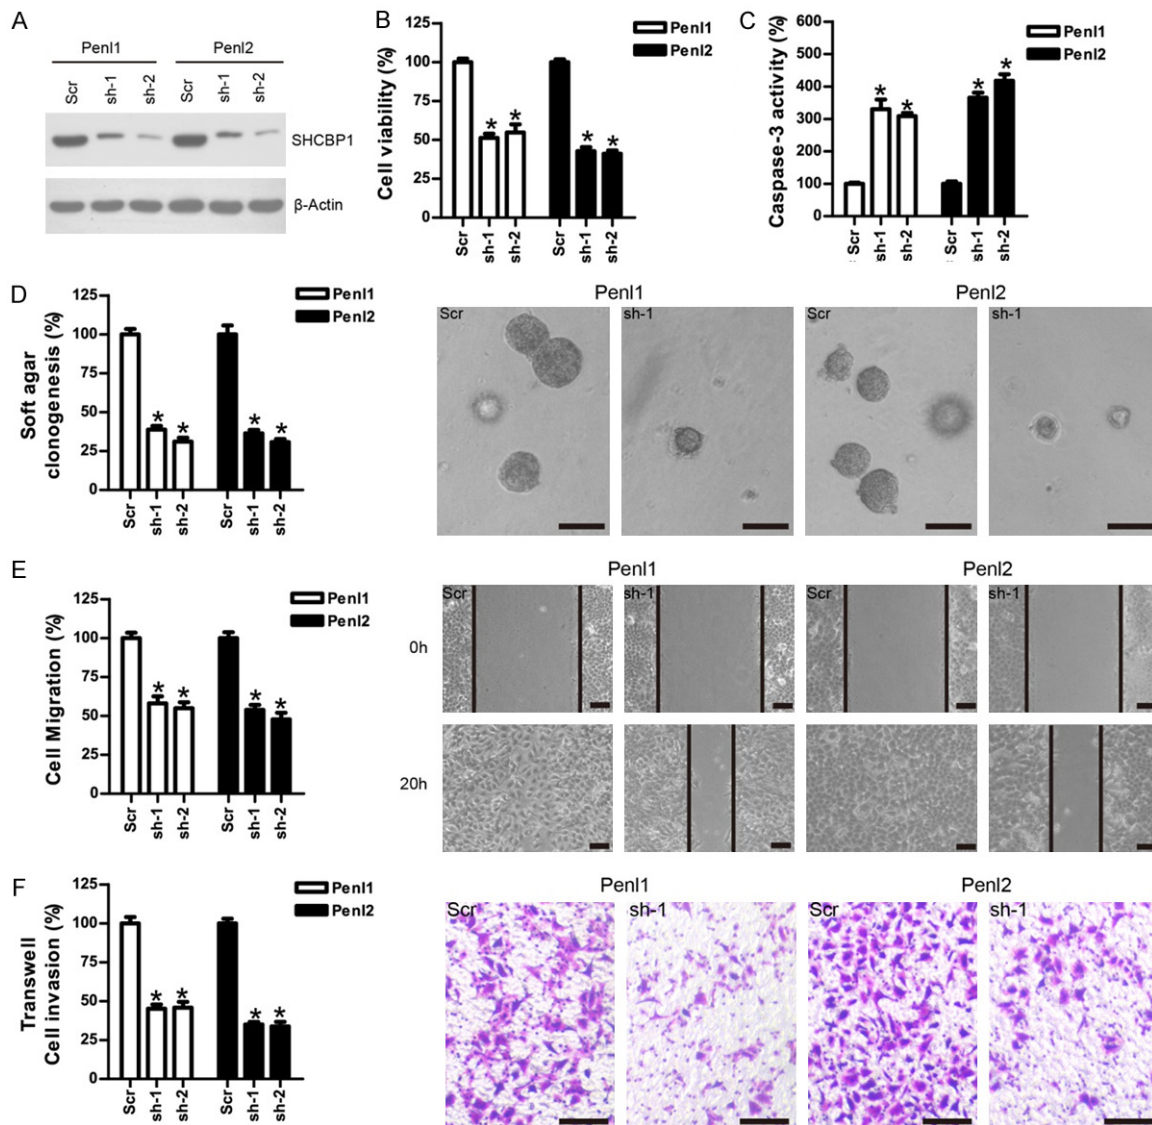 A
Penl1 Penl2
Scr sh-1 sh-2 Scr sh-1 sh-2
SHCBP1
β-Actin
B
Cell viability (%)
125
100
75
50
25
0
* * * *
Scr sh-1 sh-2 Scr sh-1 sh-2
Penl1
Penl2
C
Caspase-3 activity (%)
600
500
400
300
200
100
0
* * * *
Scr sh-1 sh-2 Scr sh-1 sh-2
Penl1
Penl2
D
Soft agar
clonogenesis (%)
125
100
75
50
25
0
* * * *
Scr sh-1 sh-2 Scr sh-1 sh-2
Penl1
Penl2
Penl1 Penl2
Scr sh-1 Scr sh-1
E
Cell Migration (%)
125
100
75
50
25
0
* * * *
Scr sh-1 sh-2 Scr sh-1 sh-2
Penl1
Penl2
Penl1 Penl2
Scr sh-1 Scr sh-1
0h
20h
F
Transwell
Cell invasion (%)
125
100
75
50
25
0
* * * *
Scr sh-1 sh-2 Scr sh-1 sh-2
Penl1
Penl2
Penl1 Penl2
Scr sh-1 Scr sh-1